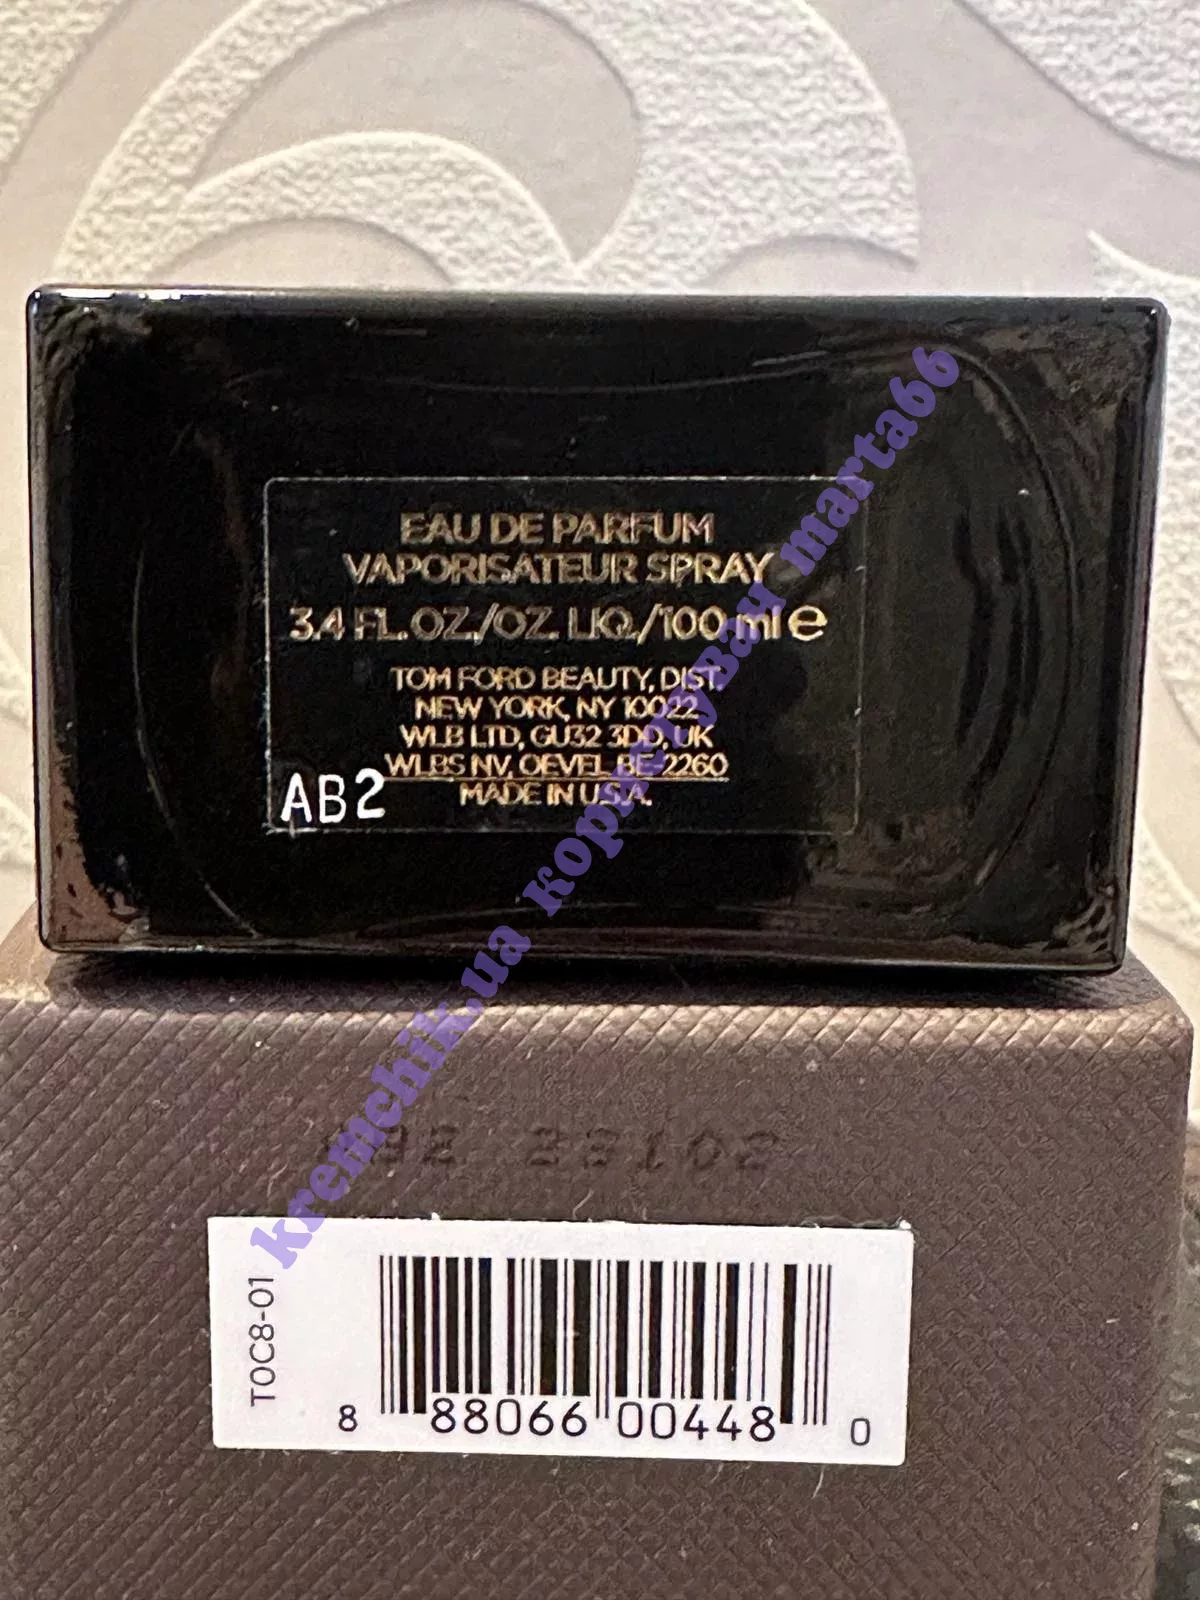 EAU DE PARFUM
VAPORISATEUR SPRAY
3.4 FL. OZ./OZ. LIQ./100 ml e
TOM FORD BEAUTY, DIST.
NEW YORK, NY 10022
WLB LTD, GU32 3DD, UK
WLBS NV, OEVEL BE-2260
MADE IN U.S.A.
AB2
kremchik.ua користувач marta66
TOC8-01
8 88066 00448 0